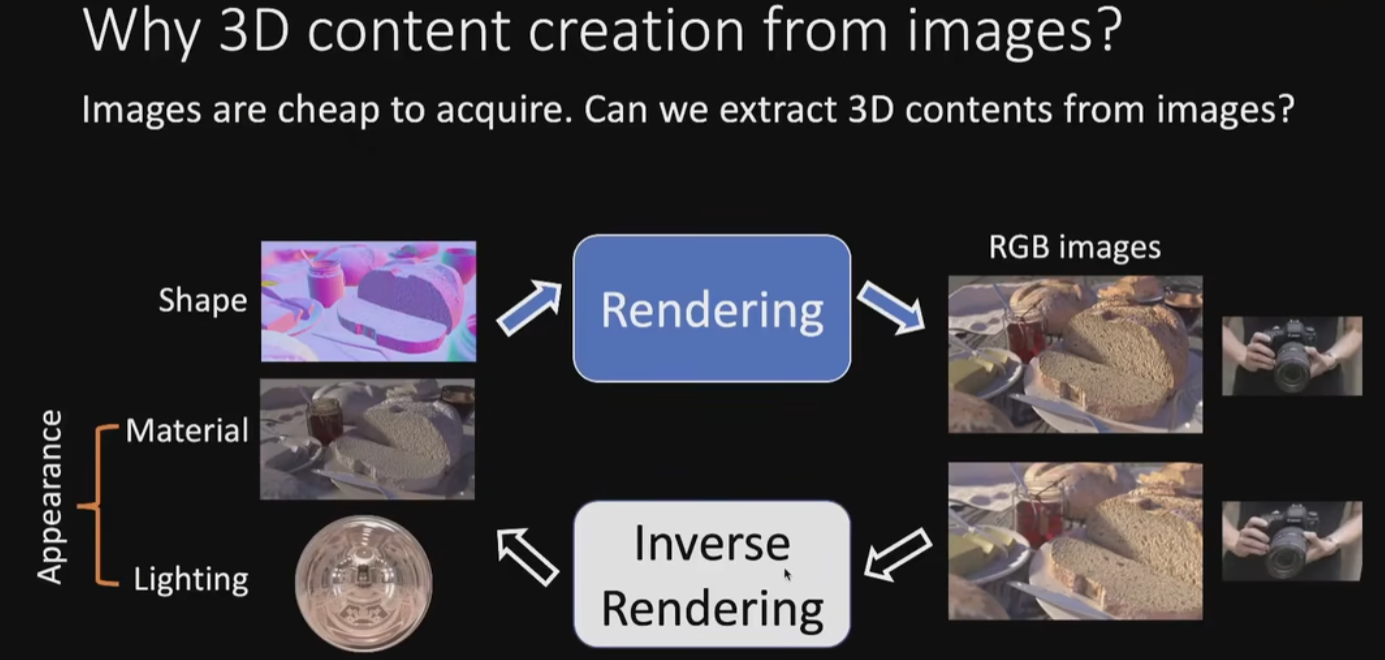 Why 3D content creation from images?
Images are cheap to acquire. Can we extract 3D contents from images?
RGB images
Shape
Rendering
Appearance
Material
Lighting
Inverse
Rendering